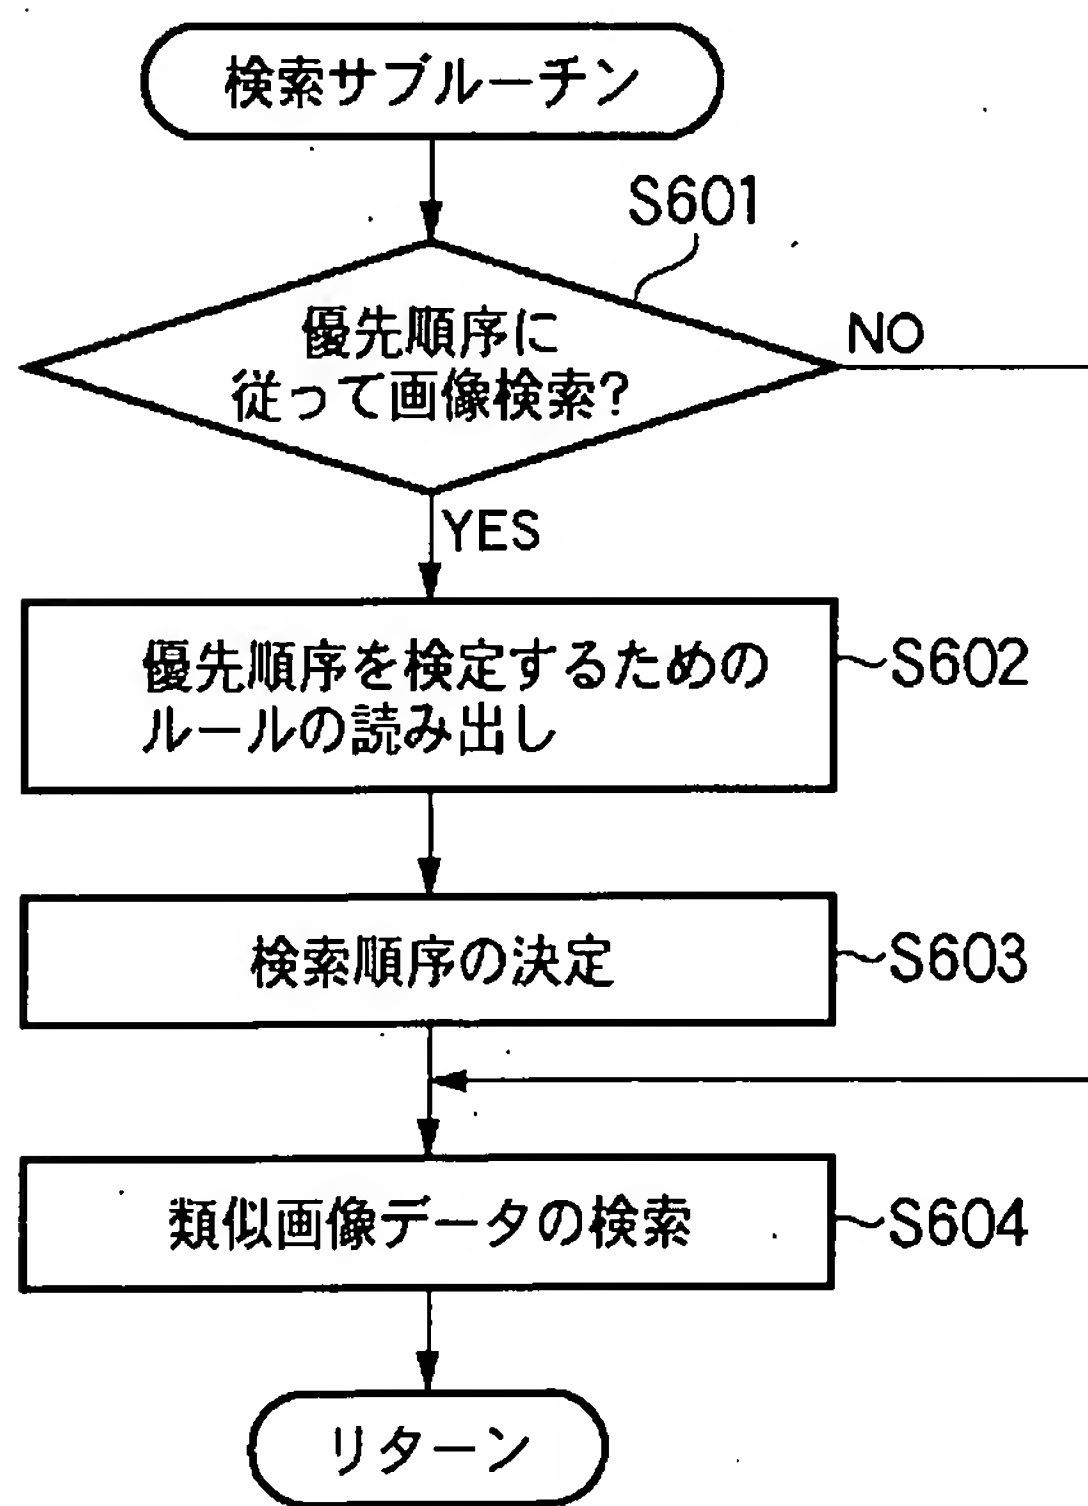 検索サブルーチン
S601
優先順序に
従って画像検索?
NO
YES
優先順序を検定するための
ルールの読み出し
S602
検索順序の決定
S603
類似画像データの検索
S604
リターン